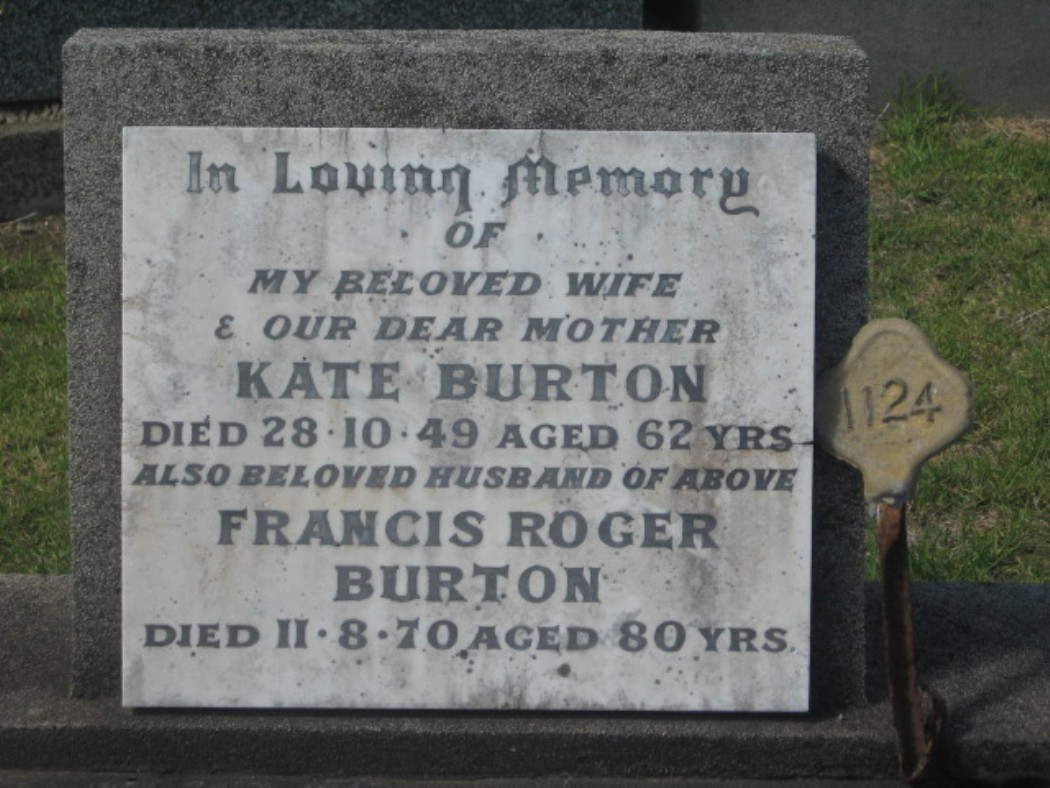 In Loving Memory
OF
MY BELOVED WIFE
& OUR DEAR MOTHER
KATE BURTON
DIED 28·10·49 AGED 62 YRS
ALSO BELOVED HUSBAND OF ABOVE
FRANCIS ROGER
BURTON
DIED 11·8·70 AGED 80 YRS.
1124